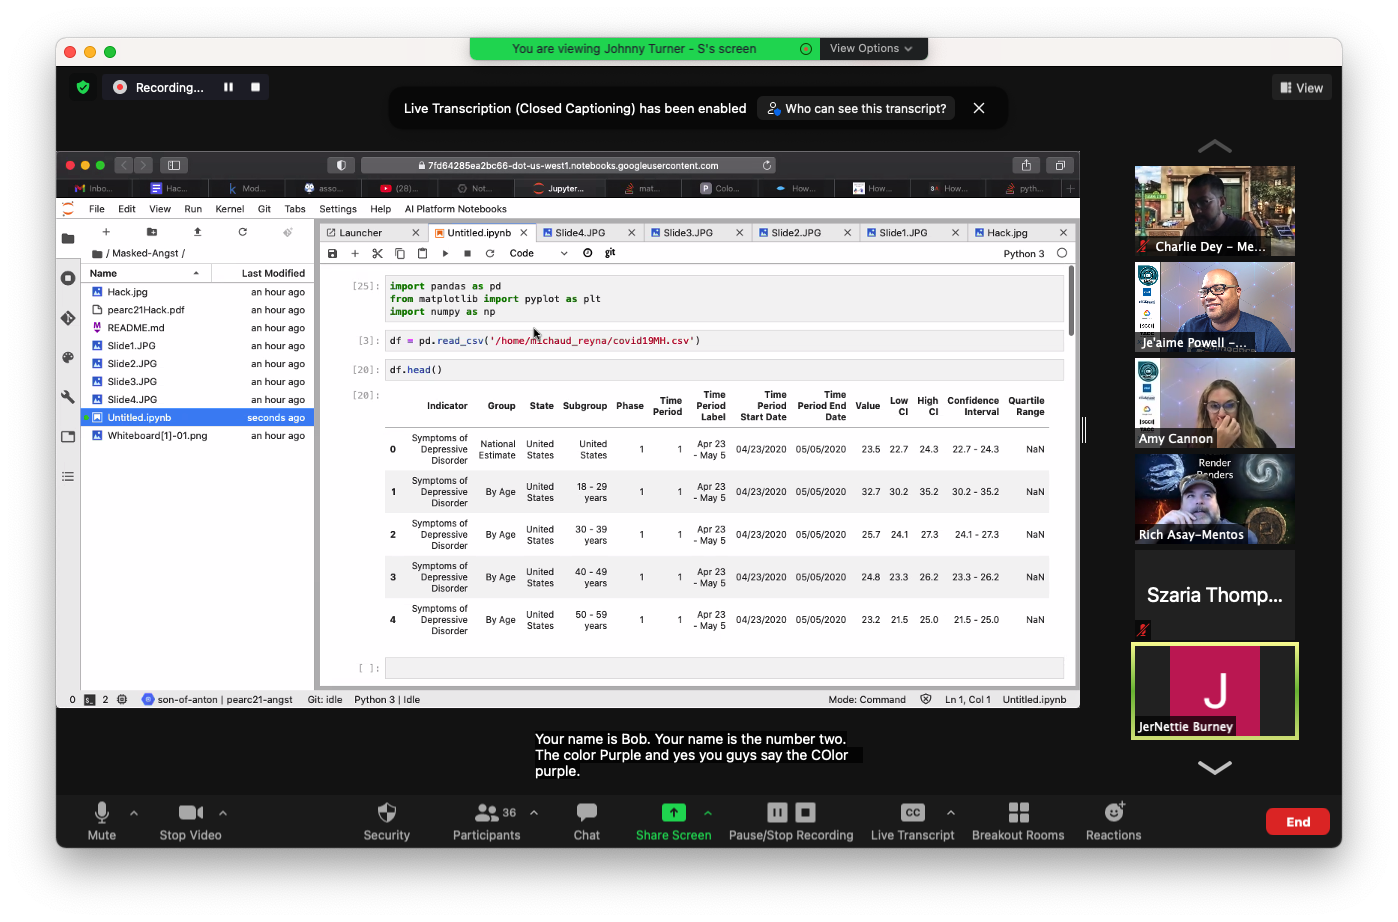 You are viewing Johnny Turner - S's screen
View Options
Recording...
View
Live Transcription (Closed Captioning) has been enabled
Who can see this transcript?
7fd64285ea2bc66-dot-us-west1.notebooks.googleusercontent.com
Inbo... Hac... Mod... asso... (28)... Not... Jupyter... mat... Colo... How... How... How... pyth...
File Edit View Run Kernel Git Tabs Settings Help AI Platform Notebooks
Launcher Untitled.ipynb Slide4.JPG Slide3.JPG Slide2.JPG Slide1.JPG Hack.jpg
/ Masked-Angst /
Code git Python 3
Name Last Modified
Hack.jpg an hour ago
pearc21Hack.pdf an hour ago
README.md an hour ago
Slide1.JPG an hour ago
Slide2.JPG an hour ago
Slide3.JPG an hour ago
Slide4.JPG an hour ago
Untitled.ipynb seconds ago
Whiteboard[1]-01.png an hour ago
[25]: import pandas as pd
from matplotlib import pyplot as plt
import numpy as np
[3]: df = pd.read_csv('/home/michaud_reyna/covid19MH.csv')
[20]: df.head()
[20]:
Indicator Group State Subgroup Phase Time Period Time Period Label Time Period Start Date Time Period End Date Value Low CI High CI Confidence Interval Quartile Range
0 Symptoms of Depressive Disorder National Estimate United States United States 1 1 Apr 23 - May 5 04/23/2020 05/05/2020 23.5 22.7 24.3 22.7 - 24.3 NaN
1 Symptoms of Depressive Disorder By Age United States 18 - 29 years 1 1 Apr 23 - May 5 04/23/2020 05/05/2020 32.7 30.2 35.2 30.2 - 35.2 NaN
2 Symptoms of Depressive Disorder By Age United States 30 - 39 years 1 1 Apr 23 - May 5 04/23/2020 05/05/2020 25.7 24.1 27.3 24.1 - 27.3 NaN
3 Symptoms of Depressive Disorder By Age United States 40 - 49 years 1 1 Apr 23 - May 5 04/23/2020 05/05/2020 24.8 23.3 26.2 23.3 - 26.2 NaN
4 Symptoms of Depressive Disorder By Age United States 50 - 59 years 1 1 Apr 23 - May 5 04/23/2020 05/05/2020 23.2 21.5 25.0 21.5 - 25.0 NaN
[ ]:
0 2 son-of-anton | pearc21-angst Git: idle Python 3 | Idle Mode: Command Ln 1, Col 1 Untitled.ipynb
Charlie Dey - Me...
Je'aime Powell -...
Amy Cannon
Render
Renders
Rich Asay-Mentos
Szaria Thomp...
J
JerNettie Burney
Your name is Bob. Your name is the number two.
The color Purple and yes you guys say the COlor
purple.
Mute Stop Video Security Participants 36 Chat Share Screen Pause/Stop Recording CC Live Transcript Breakout Rooms Reactions End